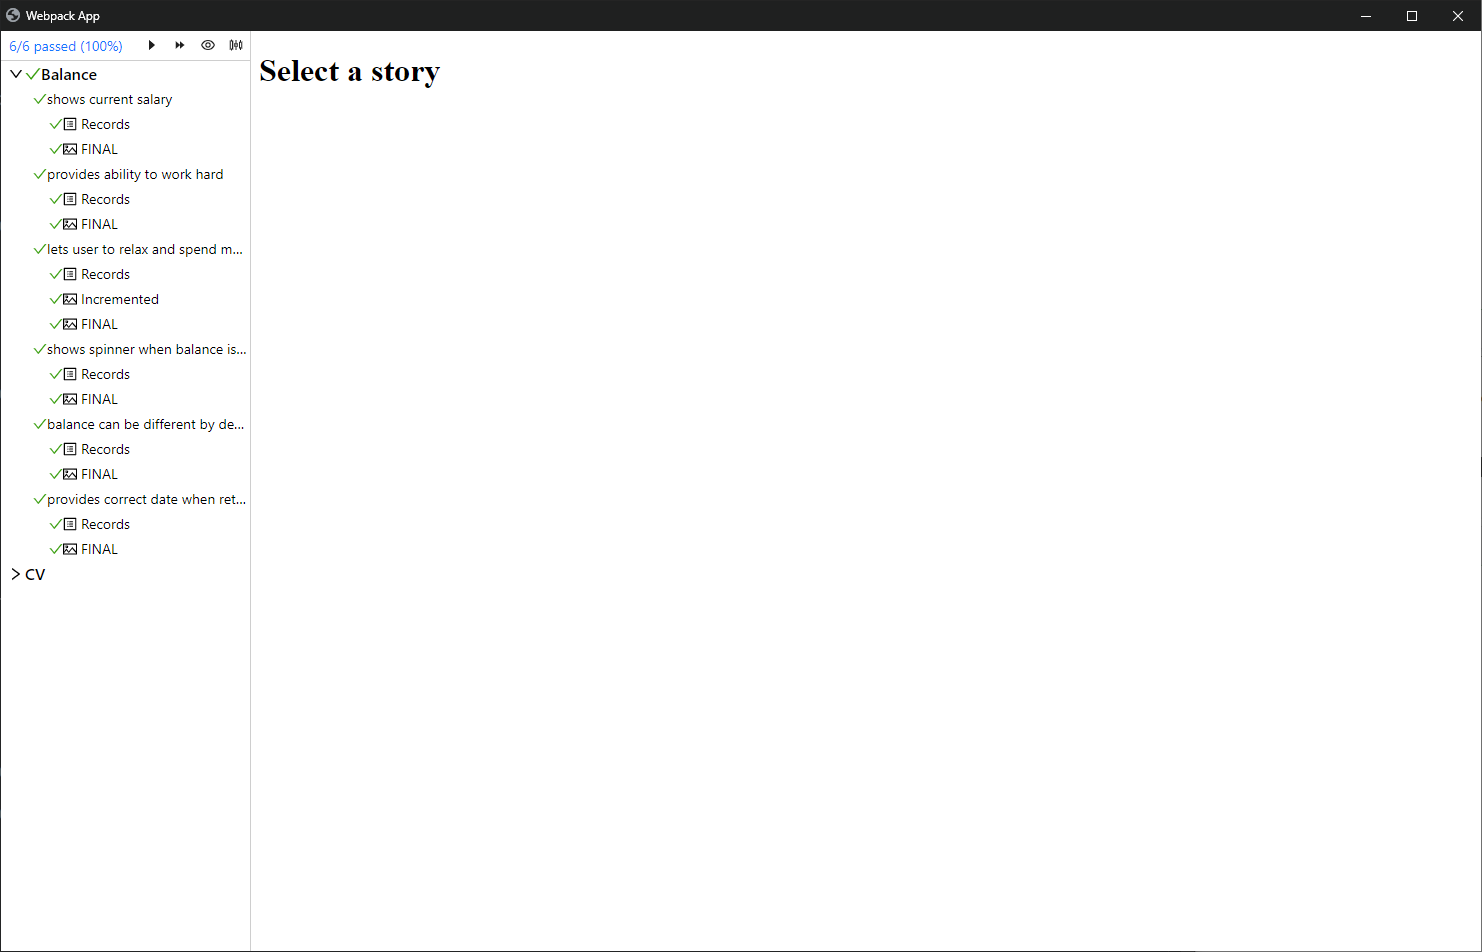 Webpack App
6/6 passed (100%)
Balance
shows current salary
Records
FINAL
provides ability to work hard
Records
FINAL
lets user to relax and spend m...
Records
Incremented
FINAL
shows spinner when balance is...
Records
FINAL
balance can be different by de...
Records
FINAL
provides correct date when ret...
Records
FINAL
CV
Select a story